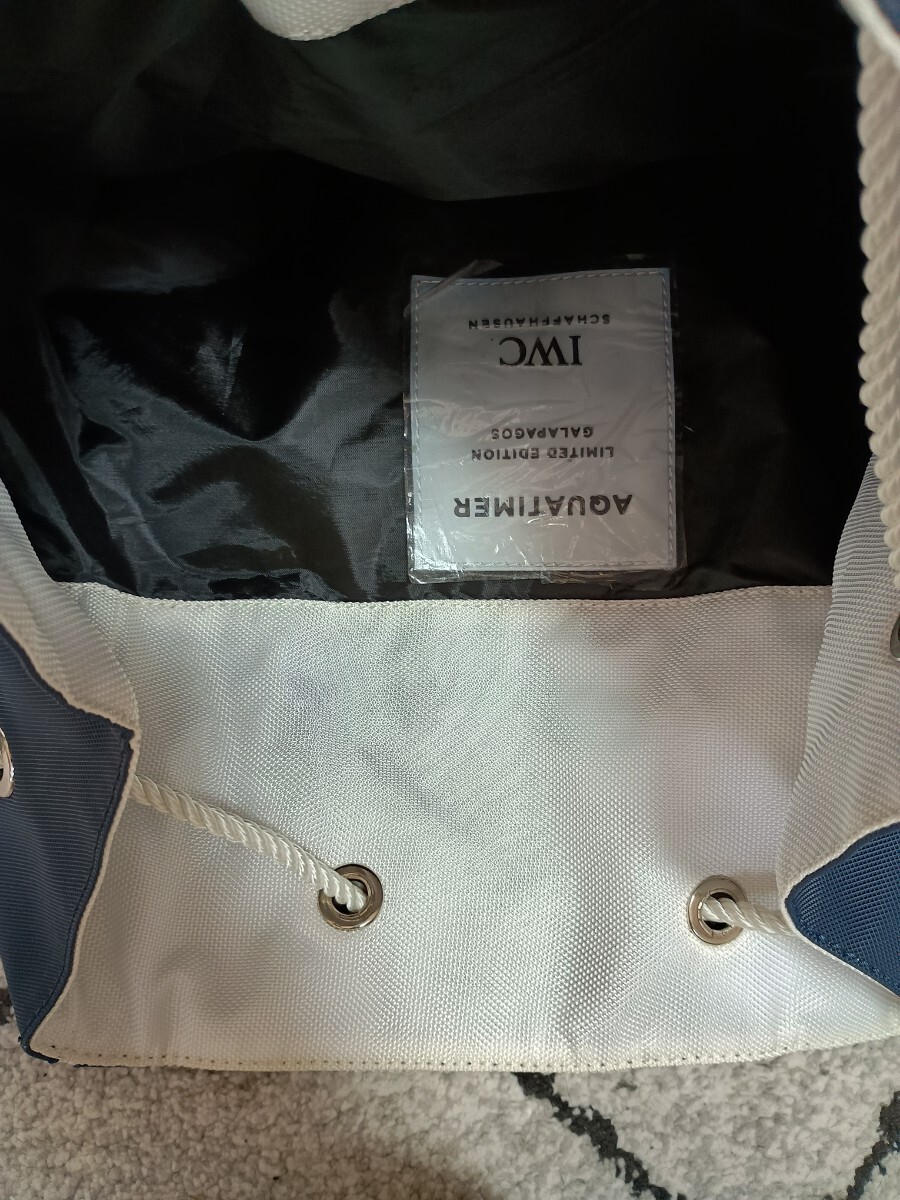 AQUATIMER
LIMITED EDITION
GALAPAGOS
IWC
SCHAFFHAUSEN